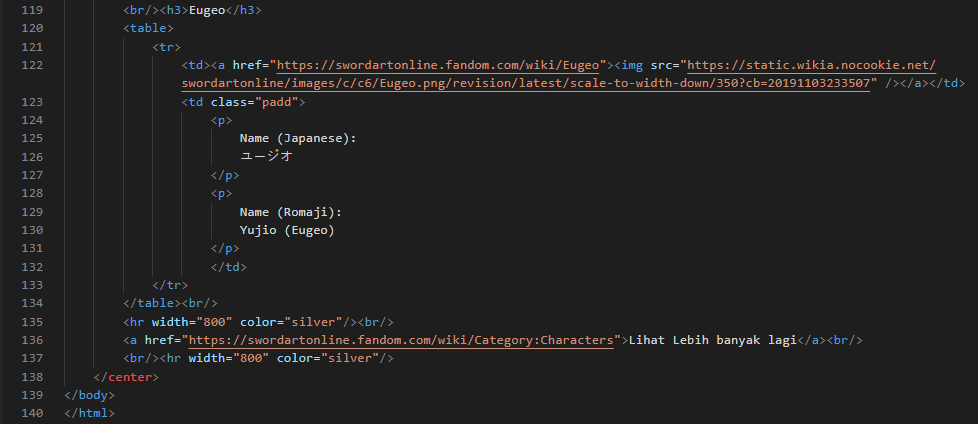 119 <br/><h3>Eugeo</h3>
120 <table>
121 <tr>
122 <td><a href="https://swordartonline.fandom.com/wiki/Eugeo"><img src="https://static.wikia.nocookie.net/
swordartonline/images/c/c6/Eugeo.png/revision/latest/scale-to-width-down/350?cb=20191103233507" /></a></td>
123 <td class="padd">
124 <p>
125 Name (Japanese):
126 ユージオ
127 </p>
128 <p>
129 Name (Romaji):
130 Yujio (Eugeo)
131 </p>
132 </td>
133 </tr>
134 </table><br/>
135 <hr width="800" color="silver"/><br/>
136 <a href="https://swordartonline.fandom.com/wiki/Category:Characters">Lihat Lebih banyak lagi</a><br/>
137 <br/><hr width="800" color="silver"/>
138 </center>
139 </body>
140 </html>